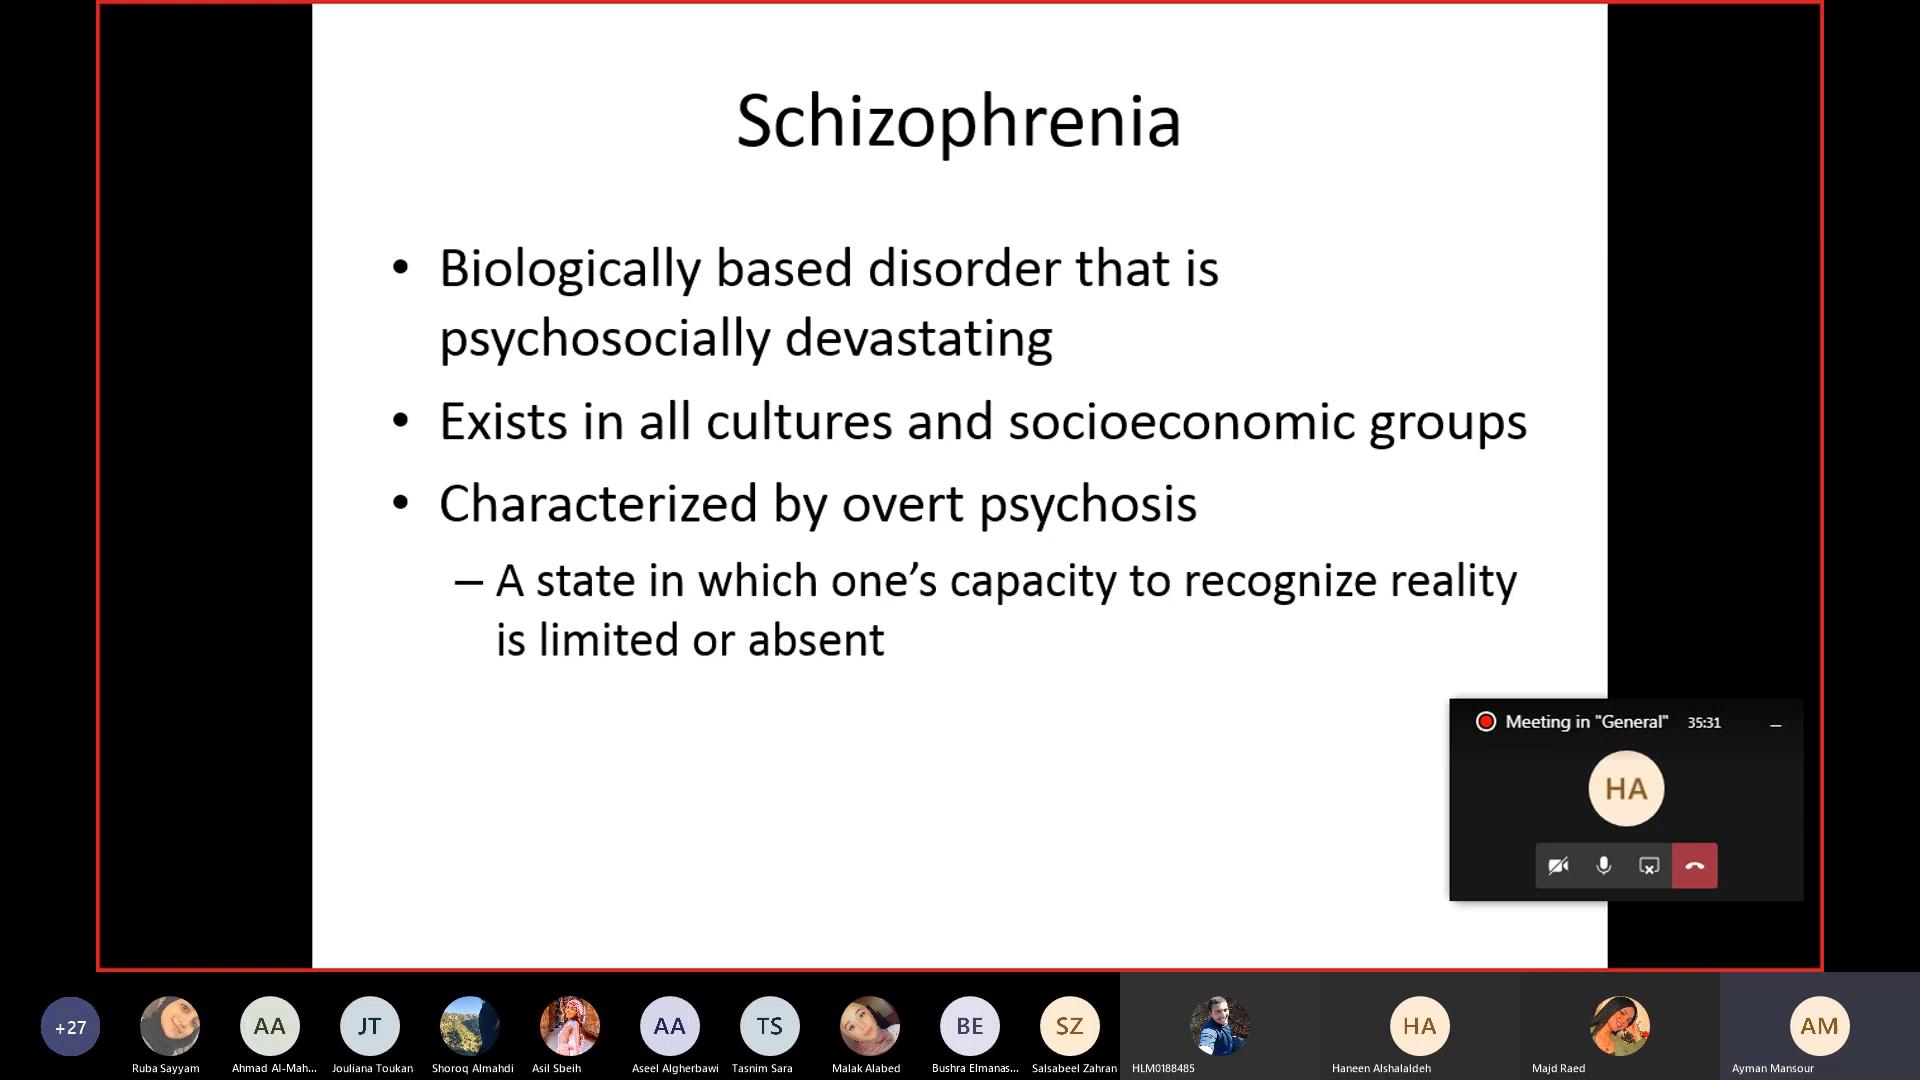 Schizophrenia
• Biologically based disorder that is
psychosocially devastating
• Exists in all cultures and socioeconomic groups
• Characterized by overt psychosis
– A state in which one’s capacity to recognize reality
is limited or absent
Meeting in "General" 35:31
HA
+27
AA
JT
AA
TS
BE
SZ
HA
AM
Ruba Sayyam
Ahmad Al-Mah...
Jouliana Toukan
Shoroq Almahdi
Asil Sbeih
Aseel Algherbawi
Tasnim Sara
Malak Alabed
Bushra Elmanas...
Salsabeel Zahran
HLM0188485
Haneen Alshalaldeh
Majd Raed
Ayman Mansour